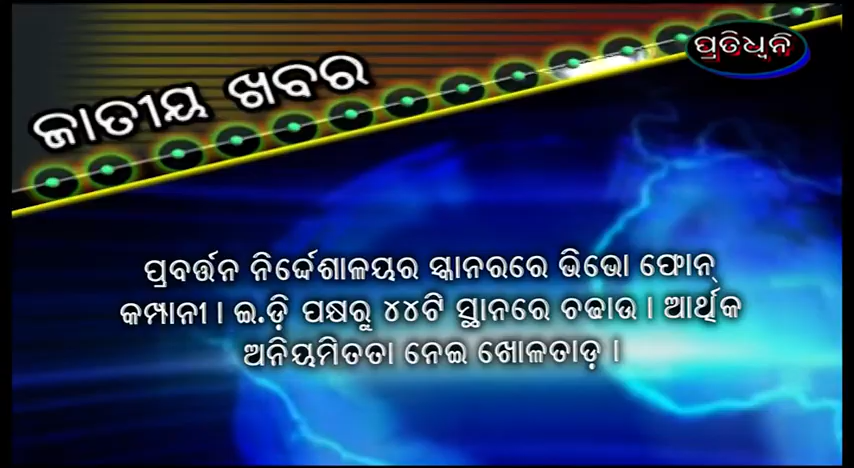 ଜାତୀୟ ଖବର
ପ୍ରତିଧ୍ୱନି
ପ୍ରବର୍ତ୍ତନ ନିର୍ଦ୍ଦେଶାଳୟର ସ୍କାନରରେ ଭିଭୋ ଫୋନ୍
କମ୍ପାନୀ । ଇ.ଡ଼ି ପକ୍ଷରୁ ୪୪ଟି ସ୍ଥାନରେ ଚଢାଉ । ଆର୍ଥିକ
ଅନିୟମିତତା ନେଇ ଖୋଳତାଡ଼ ।